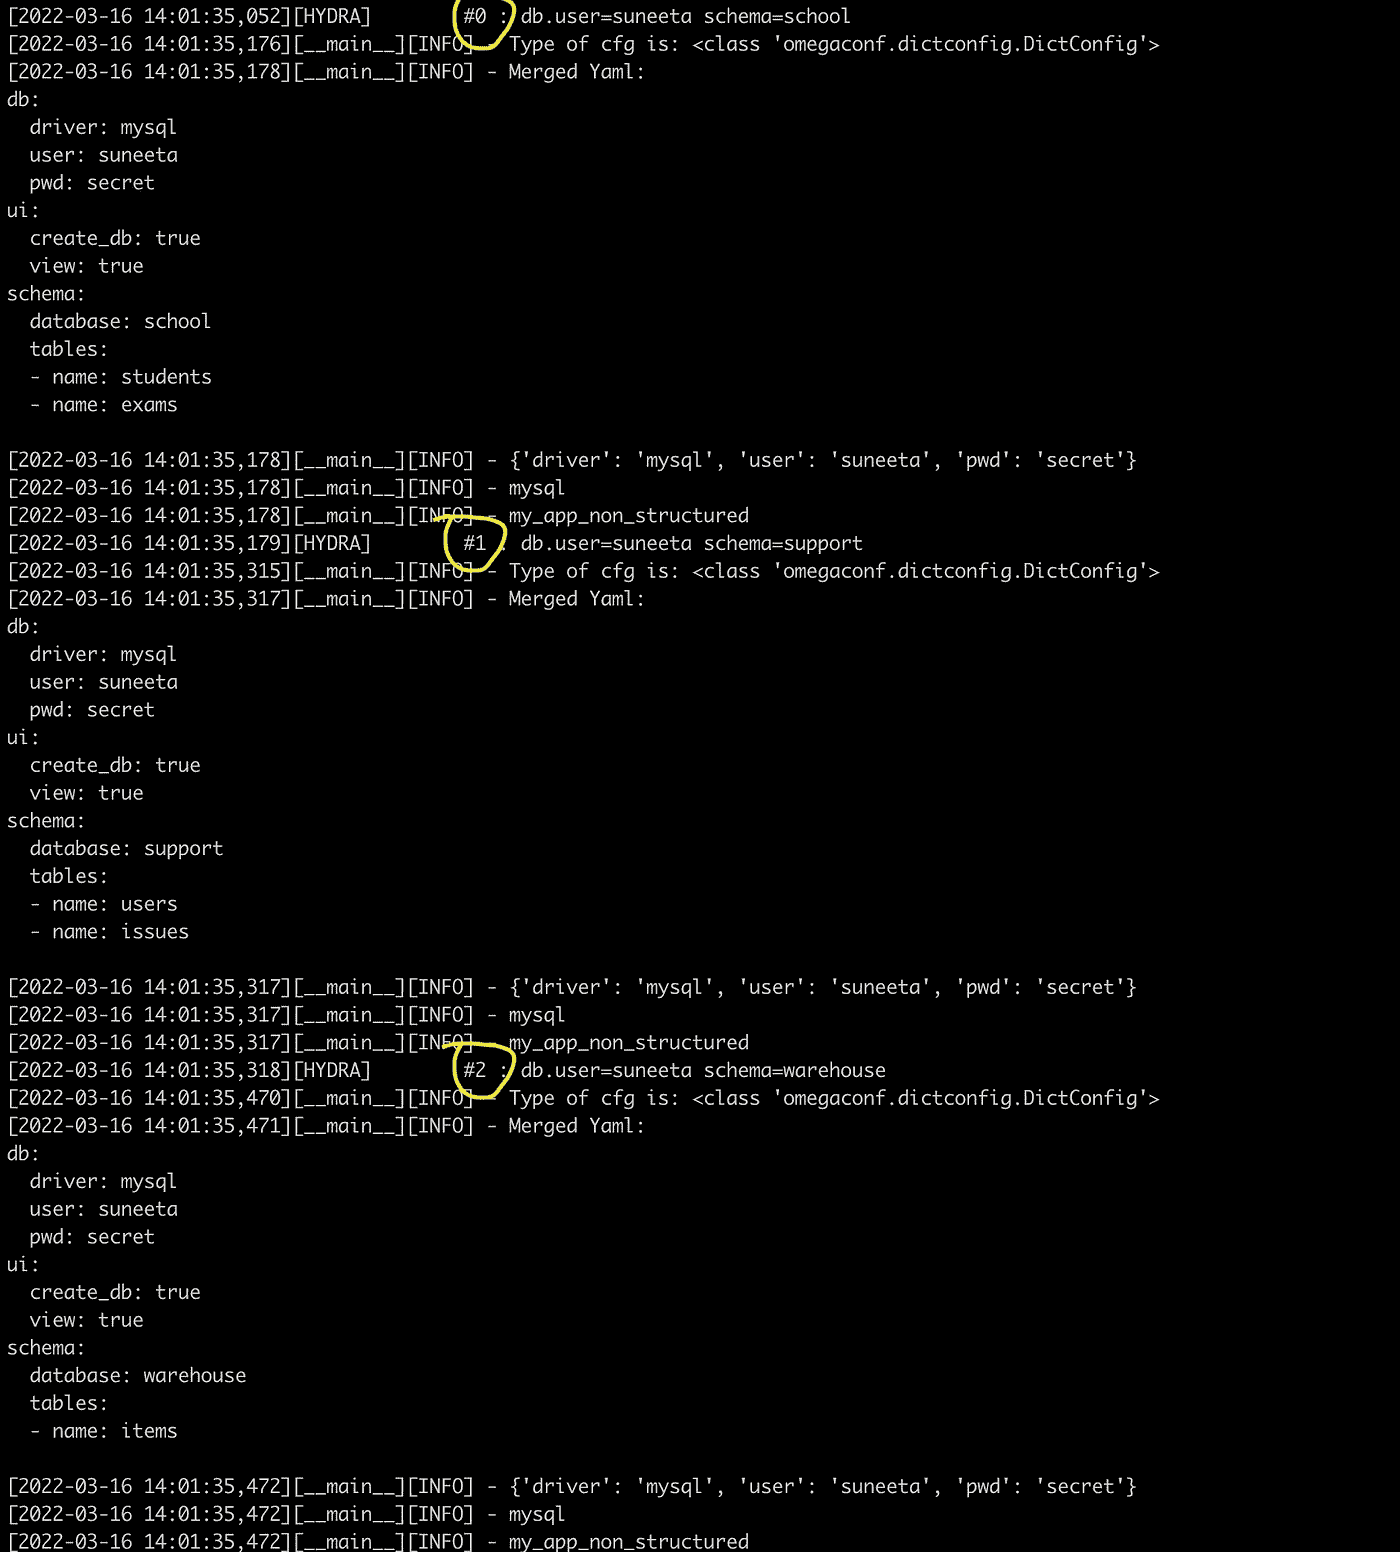 [2022-03-16 14:01:35,052][HYDRA] #0 : db.user=suneeta schema=school
[2022-03-16 14:01:35,176][__main__][INFO] - Type of cfg is: <class 'omegaconf.dictconfig.DictConfig'>
[2022-03-16 14:01:35,178][__main__][INFO] - Merged Yaml:
db:
  driver: mysql
  user: suneeta
  pwd: secret
ui:
  create_db: true
  view: true
schema:
  database: school
  tables:
  - name: students
  - name: exams
[2022-03-16 14:01:35,178][__main__][INFO] - {'driver': 'mysql', 'user': 'suneeta', 'pwd': 'secret'}
[2022-03-16 14:01:35,178][__main__][INFO] - mysql
[2022-03-16 14:01:35,178][__main__][INFO] - my_app_non_structured
[2022-03-16 14:01:35,179][HYDRA] #1 : db.user=suneeta schema=support
[2022-03-16 14:01:35,315][__main__][INFO] - Type of cfg is: <class 'omegaconf.dictconfig.DictConfig'>
[2022-03-16 14:01:35,317][__main__][INFO] - Merged Yaml:
db:
  driver: mysql
  user: suneeta
  pwd: secret
ui:
  create_db: true
  view: true
schema:
  database: support
  tables:
  - name: users
  - name: issues
[2022-03-16 14:01:35,317][__main__][INFO] - {'driver': 'mysql', 'user': 'suneeta', 'pwd': 'secret'}
[2022-03-16 14:01:35,317][__main__][INFO] - mysql
[2022-03-16 14:01:35,317][__main__][INFO] - my_app_non_structured
[2022-03-16 14:01:35,318][HYDRA] #2 : db.user=suneeta schema=warehouse
[2022-03-16 14:01:35,470][__main__][INFO] - Type of cfg is: <class 'omegaconf.dictconfig.DictConfig'>
[2022-03-16 14:01:35,471][__main__][INFO] - Merged Yaml:
db:
  driver: mysql
  user: suneeta
  pwd: secret
ui:
  create_db: true
  view: true
schema:
  database: warehouse
  tables:
  - name: items
[2022-03-16 14:01:35,472][__main__][INFO] - {'driver': 'mysql', 'user': 'suneeta', 'pwd': 'secret'}
[2022-03-16 14:01:35,472][__main__][INFO] - mysql
[2022-03-16 14:01:35,472][__main__][INFO] - my_app_non_structured